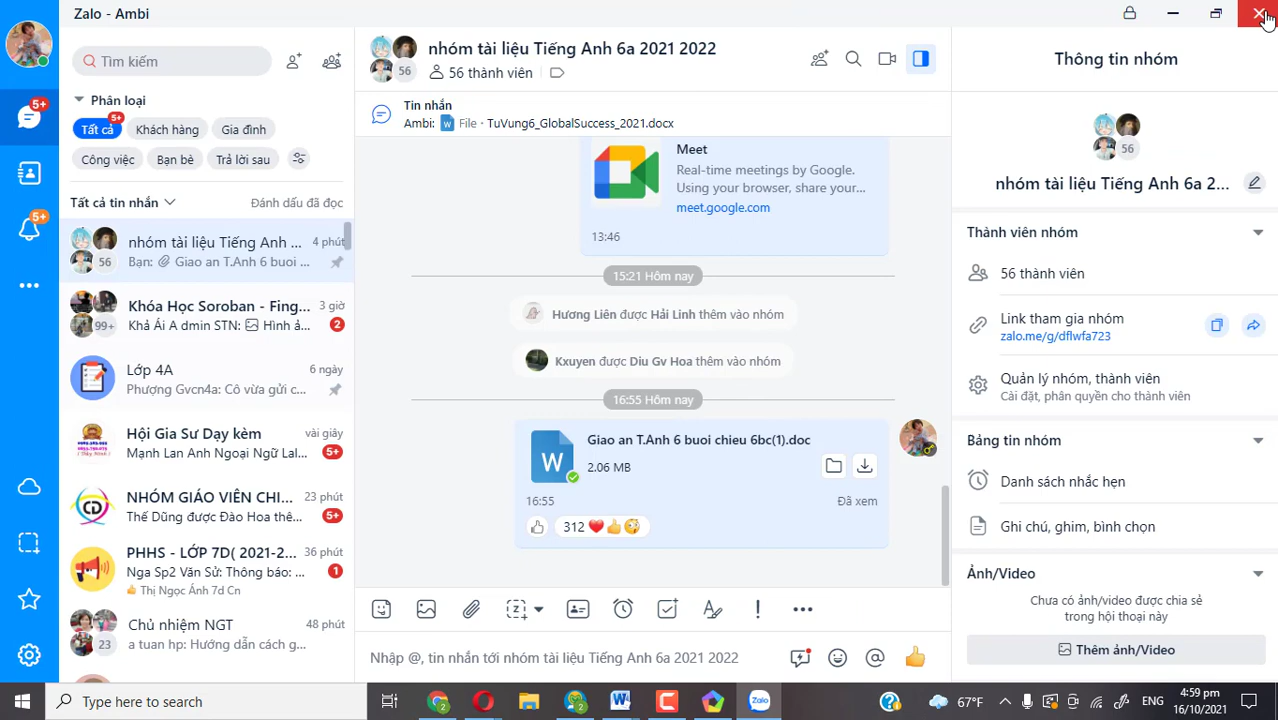 Zalo - Ambi
Tìm kiếm
Phân loại
5+
5+
5+
Tất cả
Khách hàng
Gia đình
Công việc
Bạn bè
Trả lời sau
Tất cả tin nhắn
Đánh dấu đã đọc
nhóm tài liệu Tiếng Anh ...
4 phút
56
Bạn: Giao an T.Anh 6 buoi ...
Khóa Học Soroban - Fing...
3 giờ
99+
Khả Ái A dmin STN: Hình ả...
2
Lớp 4A
6 ngày
Phượng Gvcn4a: Cô vừa gửi c...
Hội Gia Sư Dạy kèm
vài giây
Mạnh Lan Anh Ngoại Ngữ Lal...
5+
NHÓM GIÁO VIÊN CHI...
23 phút
Thế Dũng được Đào Hoa thê...
5+
PHHS - LỚP 7D( 2021-2...
36 phút
Nga Sp2 Văn Sử: Thông báo: ...
1
Thị Ngọc Ánh 7d Cn
Chủ nhiệm NGT
48 phút
23
a tuan hp: Hướng dẫn cách g...
nhóm tài liệu Tiếng Anh 6a 2021 2022
56
56 thành viên
Tin nhắn
Ambi: File · TuVung6_GlobalSuccess_2021.docx
Meet
Real-time meetings by Google.
Using your browser, share your...
meet.google.com
13:46
15:21 Hôm nay
Hương Liên được Hải Linh thêm vào nhóm
Kxuyen được Diu Gv Hoa thêm vào nhóm
16:55 Hôm nay
W
Giao an T.Anh 6 buoi chieu 6bc(1).doc
2.06 MB
16:55
Đã xem
312
Nhập @, tin nhắn tới nhóm tài liệu Tiếng Anh 6a 2021 2022
Thông tin nhóm
56
nhóm tài liệu Tiếng Anh 6a 2...
Thành viên nhóm
56 thành viên
Link tham gia nhóm
zalo.me/g/dflwfa723
Quản lý nhóm, thành viên
Cài đặt, phân quyền cho thành viên
Bảng tin nhóm
Danh sách nhắc hẹn
Ghi chú, ghim, bình chọn
Ảnh/Video
Chưa có ảnh/video được chia sẻ
trong hội thoại này
Thêm ảnh/Video
Type here to search
2
2
Zalo
67°F
ENG
4:59 pm
16/10/2021